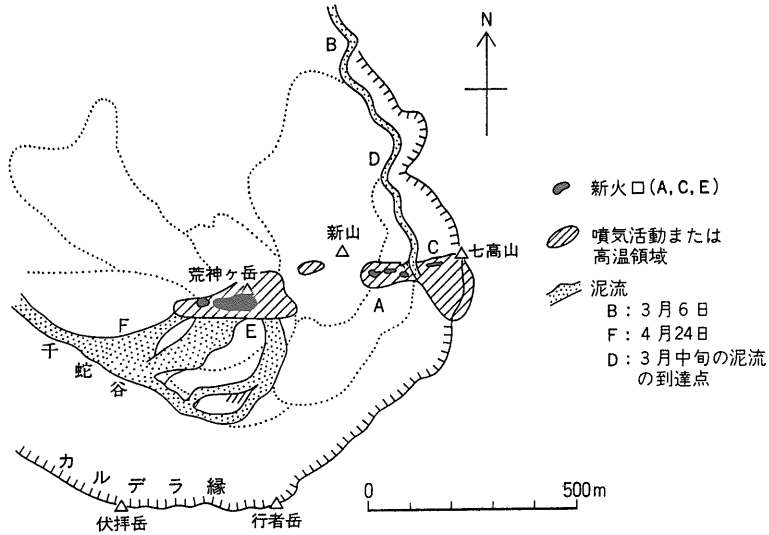 B
N
D
新山
C
七高山
荒神ヶ岳
A
F
E
千蛇谷
カルデラ縁
伏拝岳
行者岳
0
500m
新火口(A,C,E)
噴気活動または
高温領域
泥流
B:3月6日
F:4月24日
D:3月中旬の泥流
の到達点